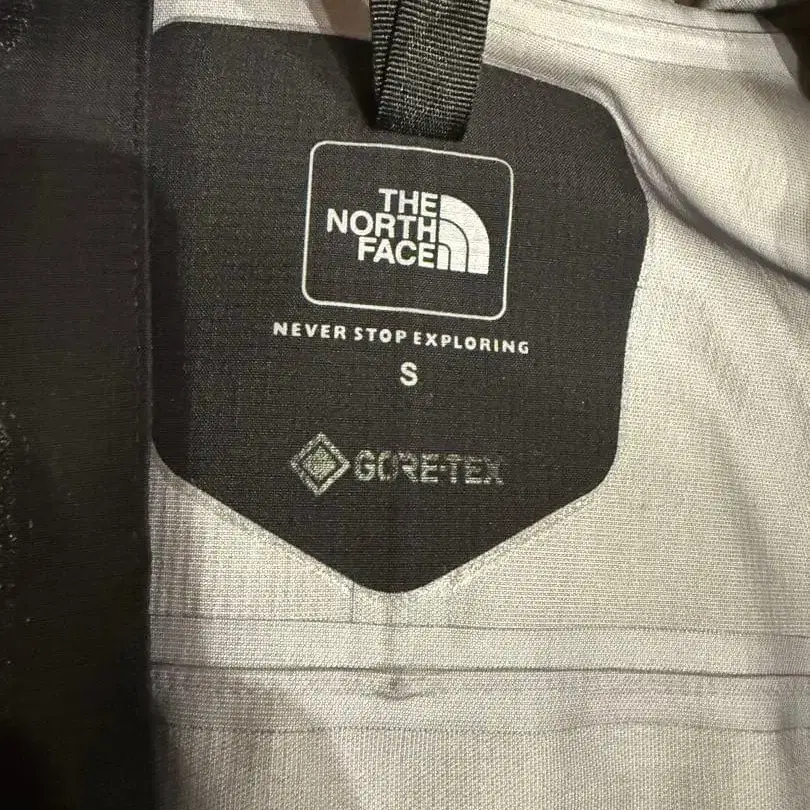 THE
NORTH
FACE
NEVER STOP EXPLORING
S
GORE-TEX